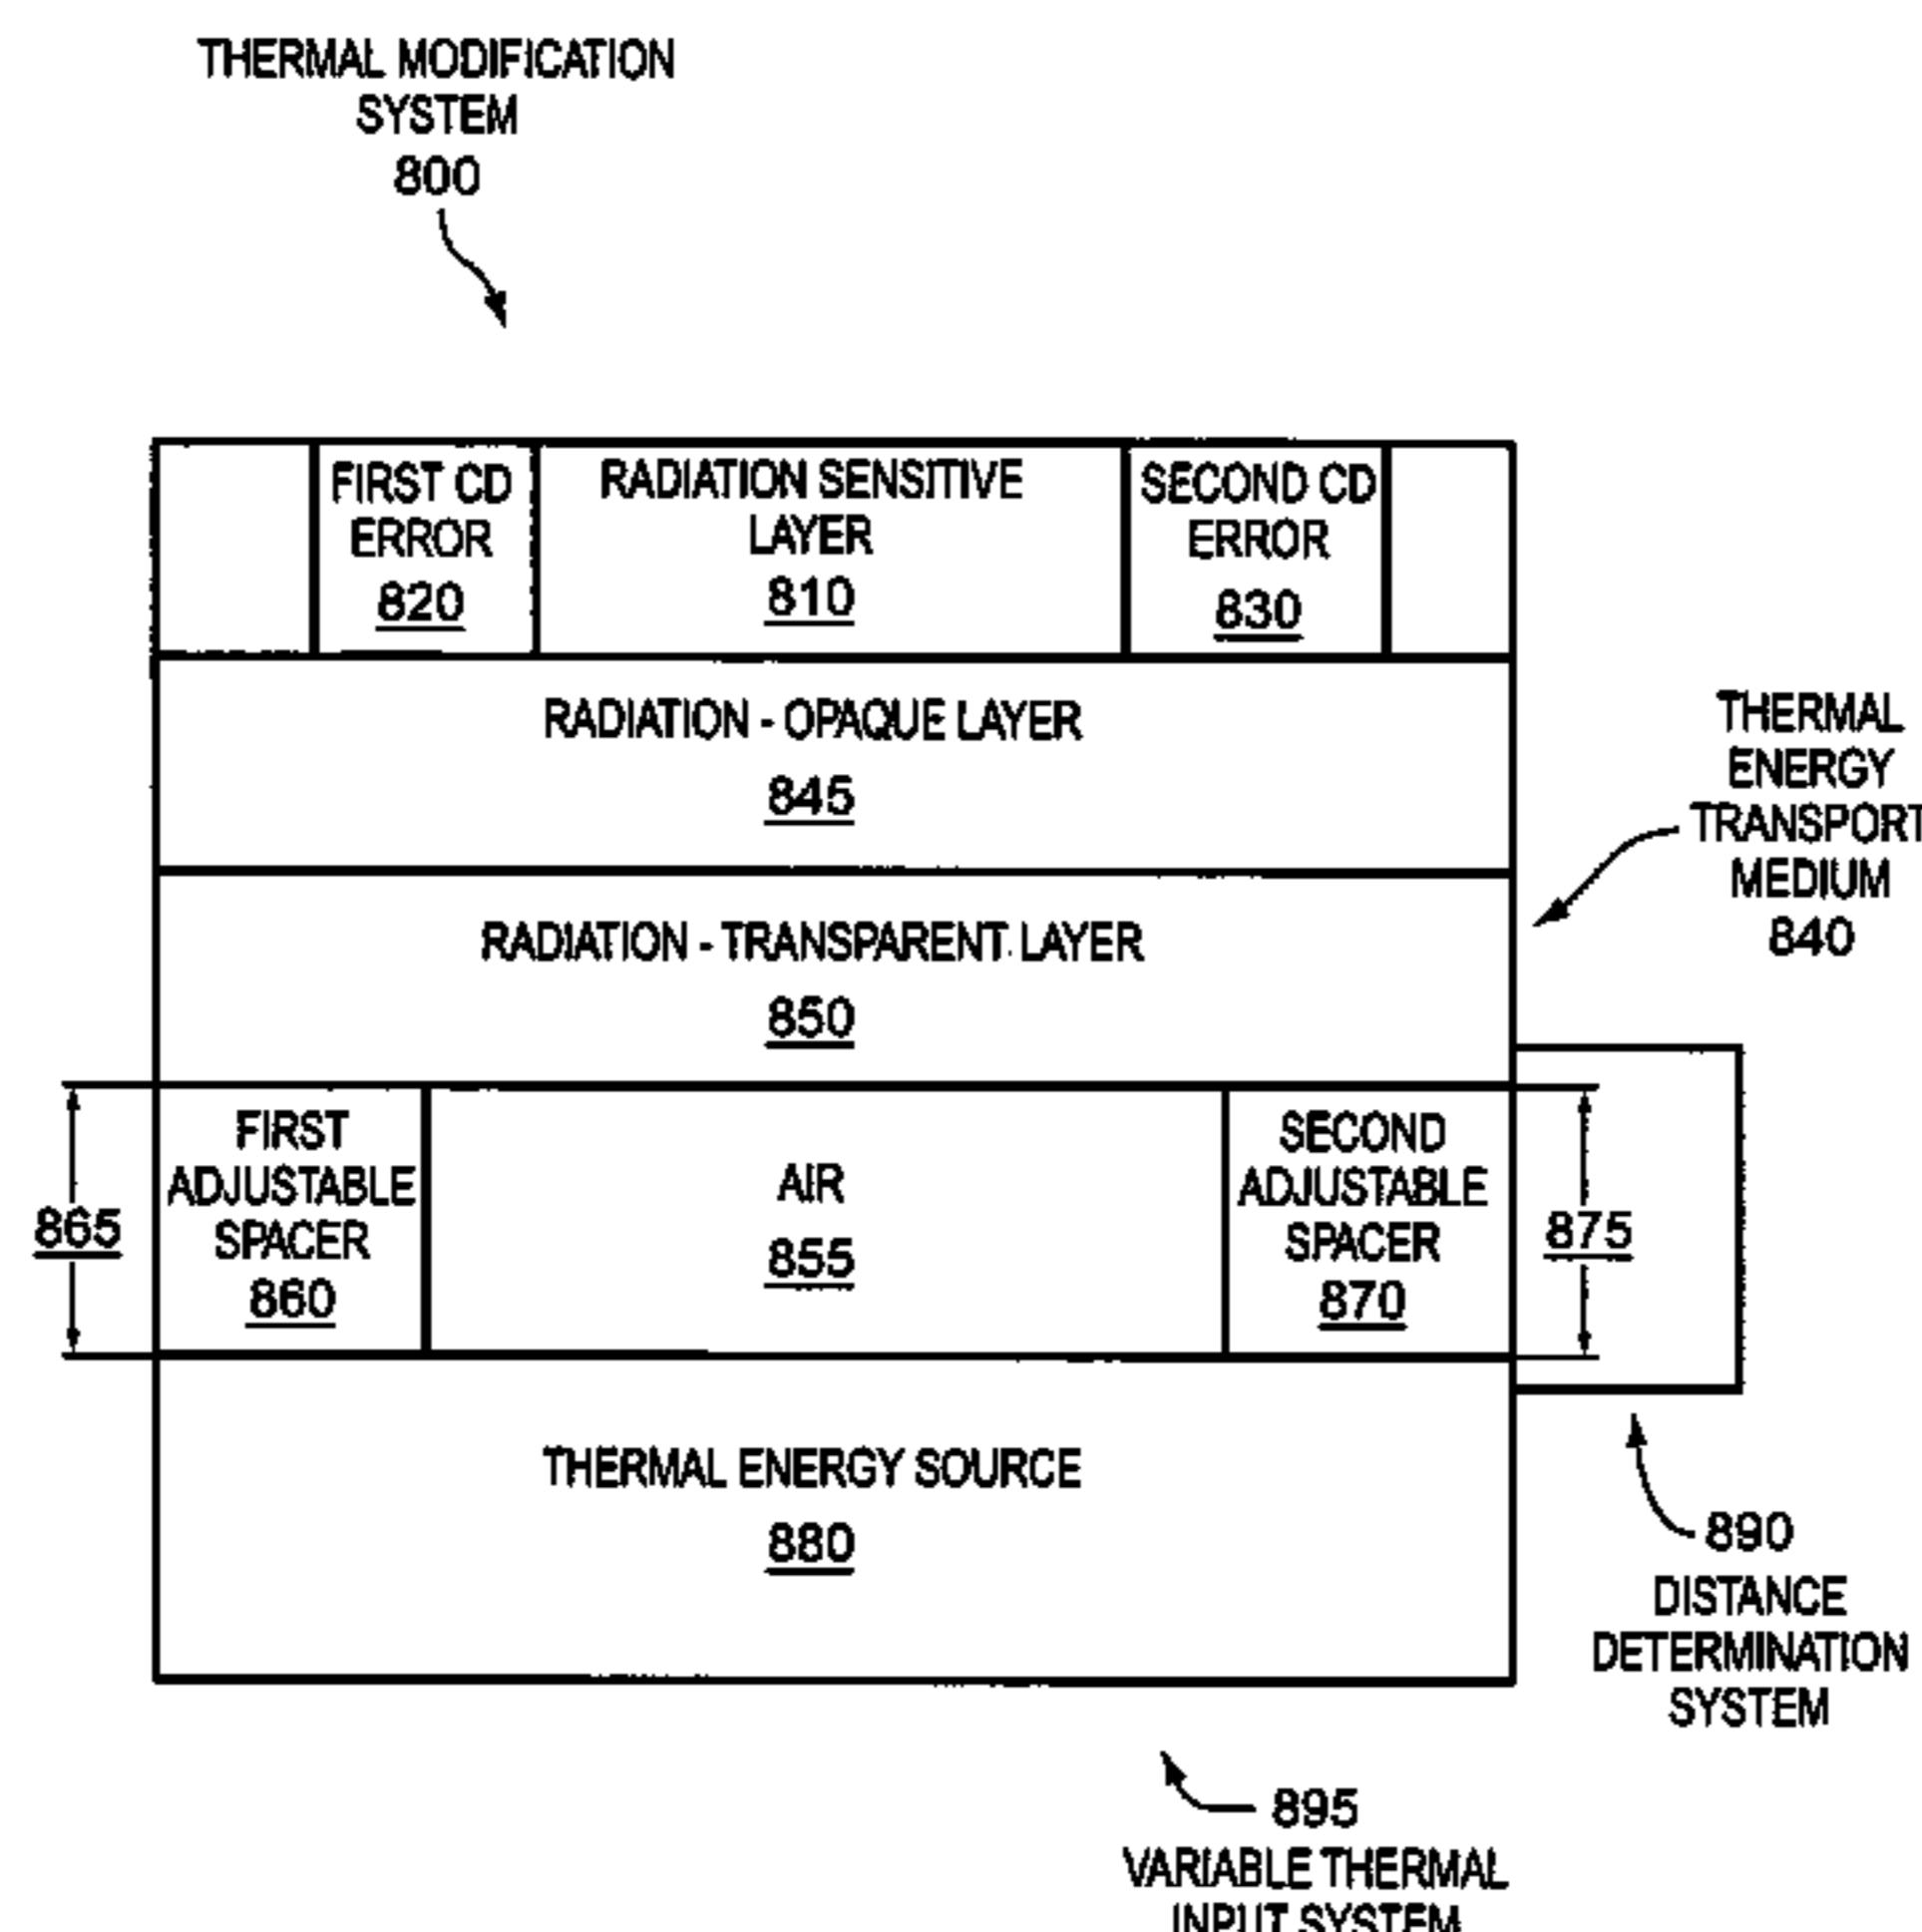 THERMAL MODIFICATION
SYSTEM
800
FIRST CD
ERROR
820
RADIATION SENSITIVE
LAYER
810
SECOND CD
ERROR
830
RADIATION - OPAQUE LAYER
845
THERMAL
ENERGY
TRANSPORT
MEDIUM
840
RADIATION - TRANSPARENT LAYER
850
865
FIRST
ADJUSTABLE
SPACER
860
AIR
855
SECOND
ADJUSTABLE
SPACER
870
875
THERMAL ENERGY SOURCE
880
890
DISTANCE
DETERMINATION
SYSTEM
895
VARIABLE THERMAL
INPUT SYSTEM